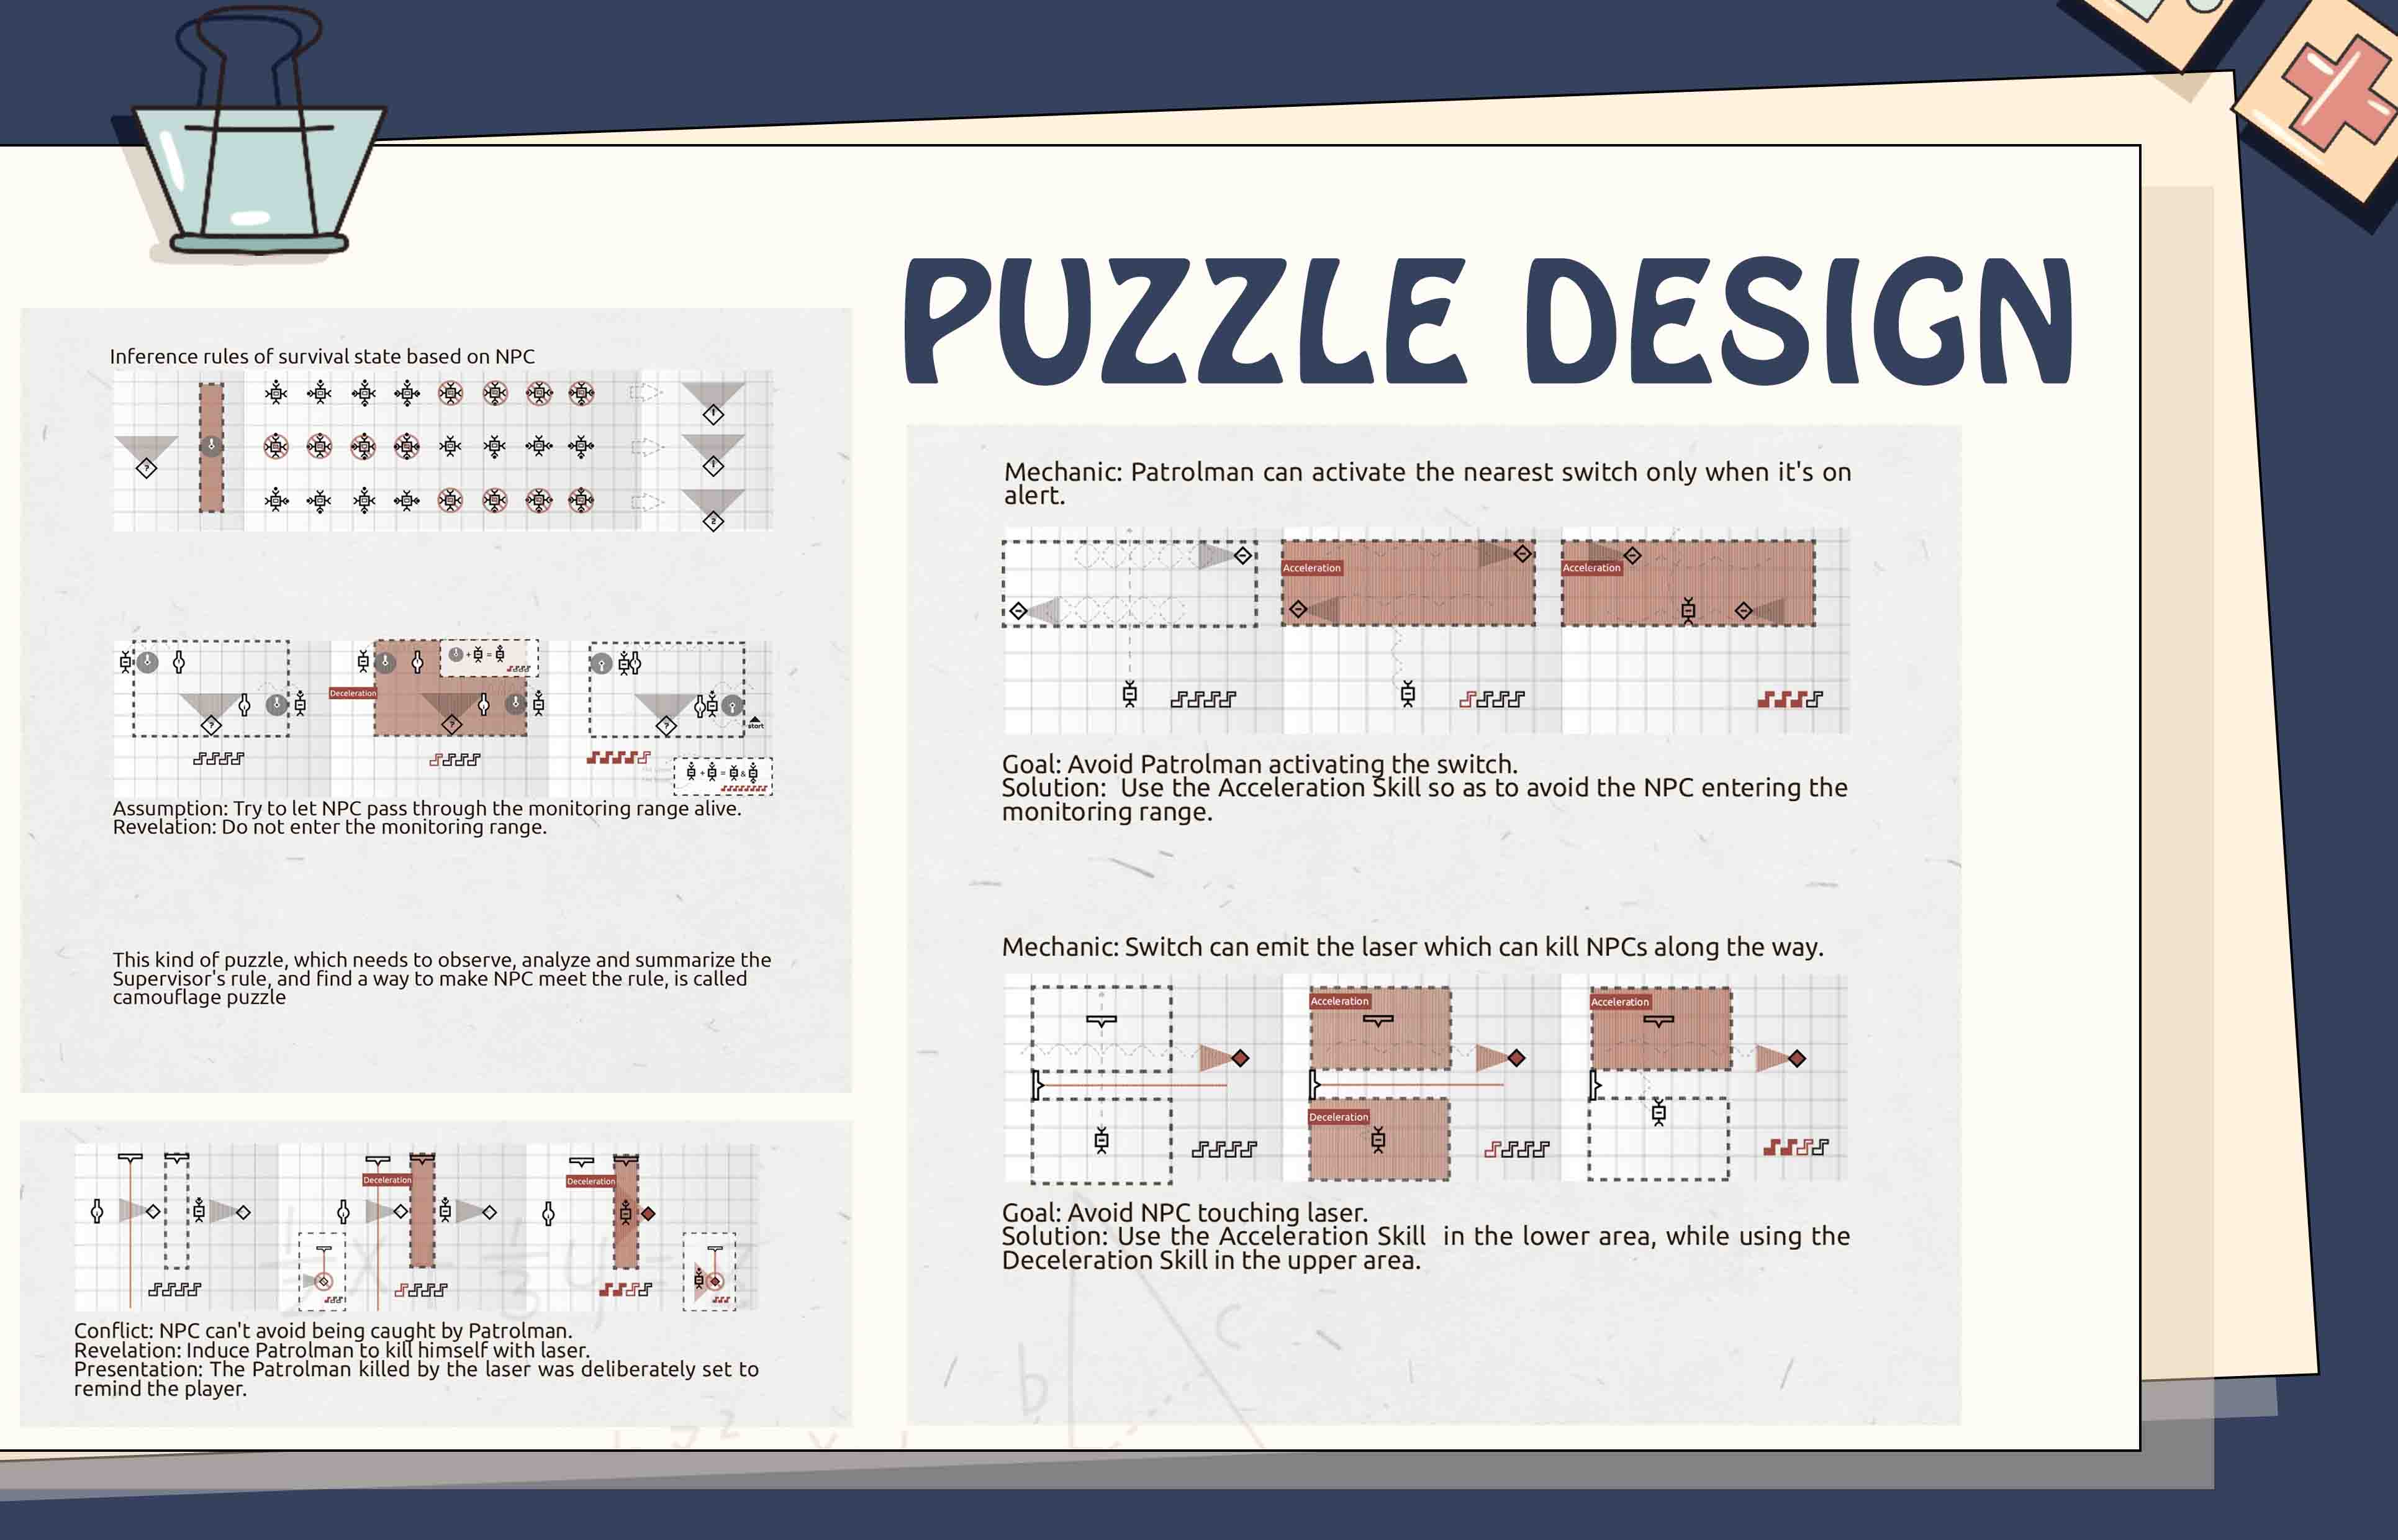 PUZZLE DESIGN
Inference rules of survival state based on NPC
Deceleration
start
Assumption: Try to let NPC pass through the monitoring range alive.
Revelation: Do not enter the monitoring range.
This kind of puzzle, which needs to observe, analyze and summarize the
Supervisor's rule, and find a way to make NPC meet the rule, is called
camouflage puzzle
Deceleration
Deceleration
Conflict: NPC can't avoid being caught by Patrolman.
Revelation: Induce Patrolman to kill himself with laser.
Presentation: The Patrolman killed by the laser was deliberately set to
remind the player.
Mechanic: Patrolman can activate the nearest switch only when it's on
alert.
Acceleration
Acceleration
Goal: Avoid Patrolman activating the switch.
Solution: Use the Acceleration Skill so as to avoid the NPC entering the
monitoring range.
Mechanic: Switch can emit the laser which can kill NPCs along the way.
Acceleration
Acceleration
Deceleration
Goal: Avoid NPC touching laser.
Solution: Use the Acceleration Skill in the lower area, while using the
Deceleration Skill in the upper area.